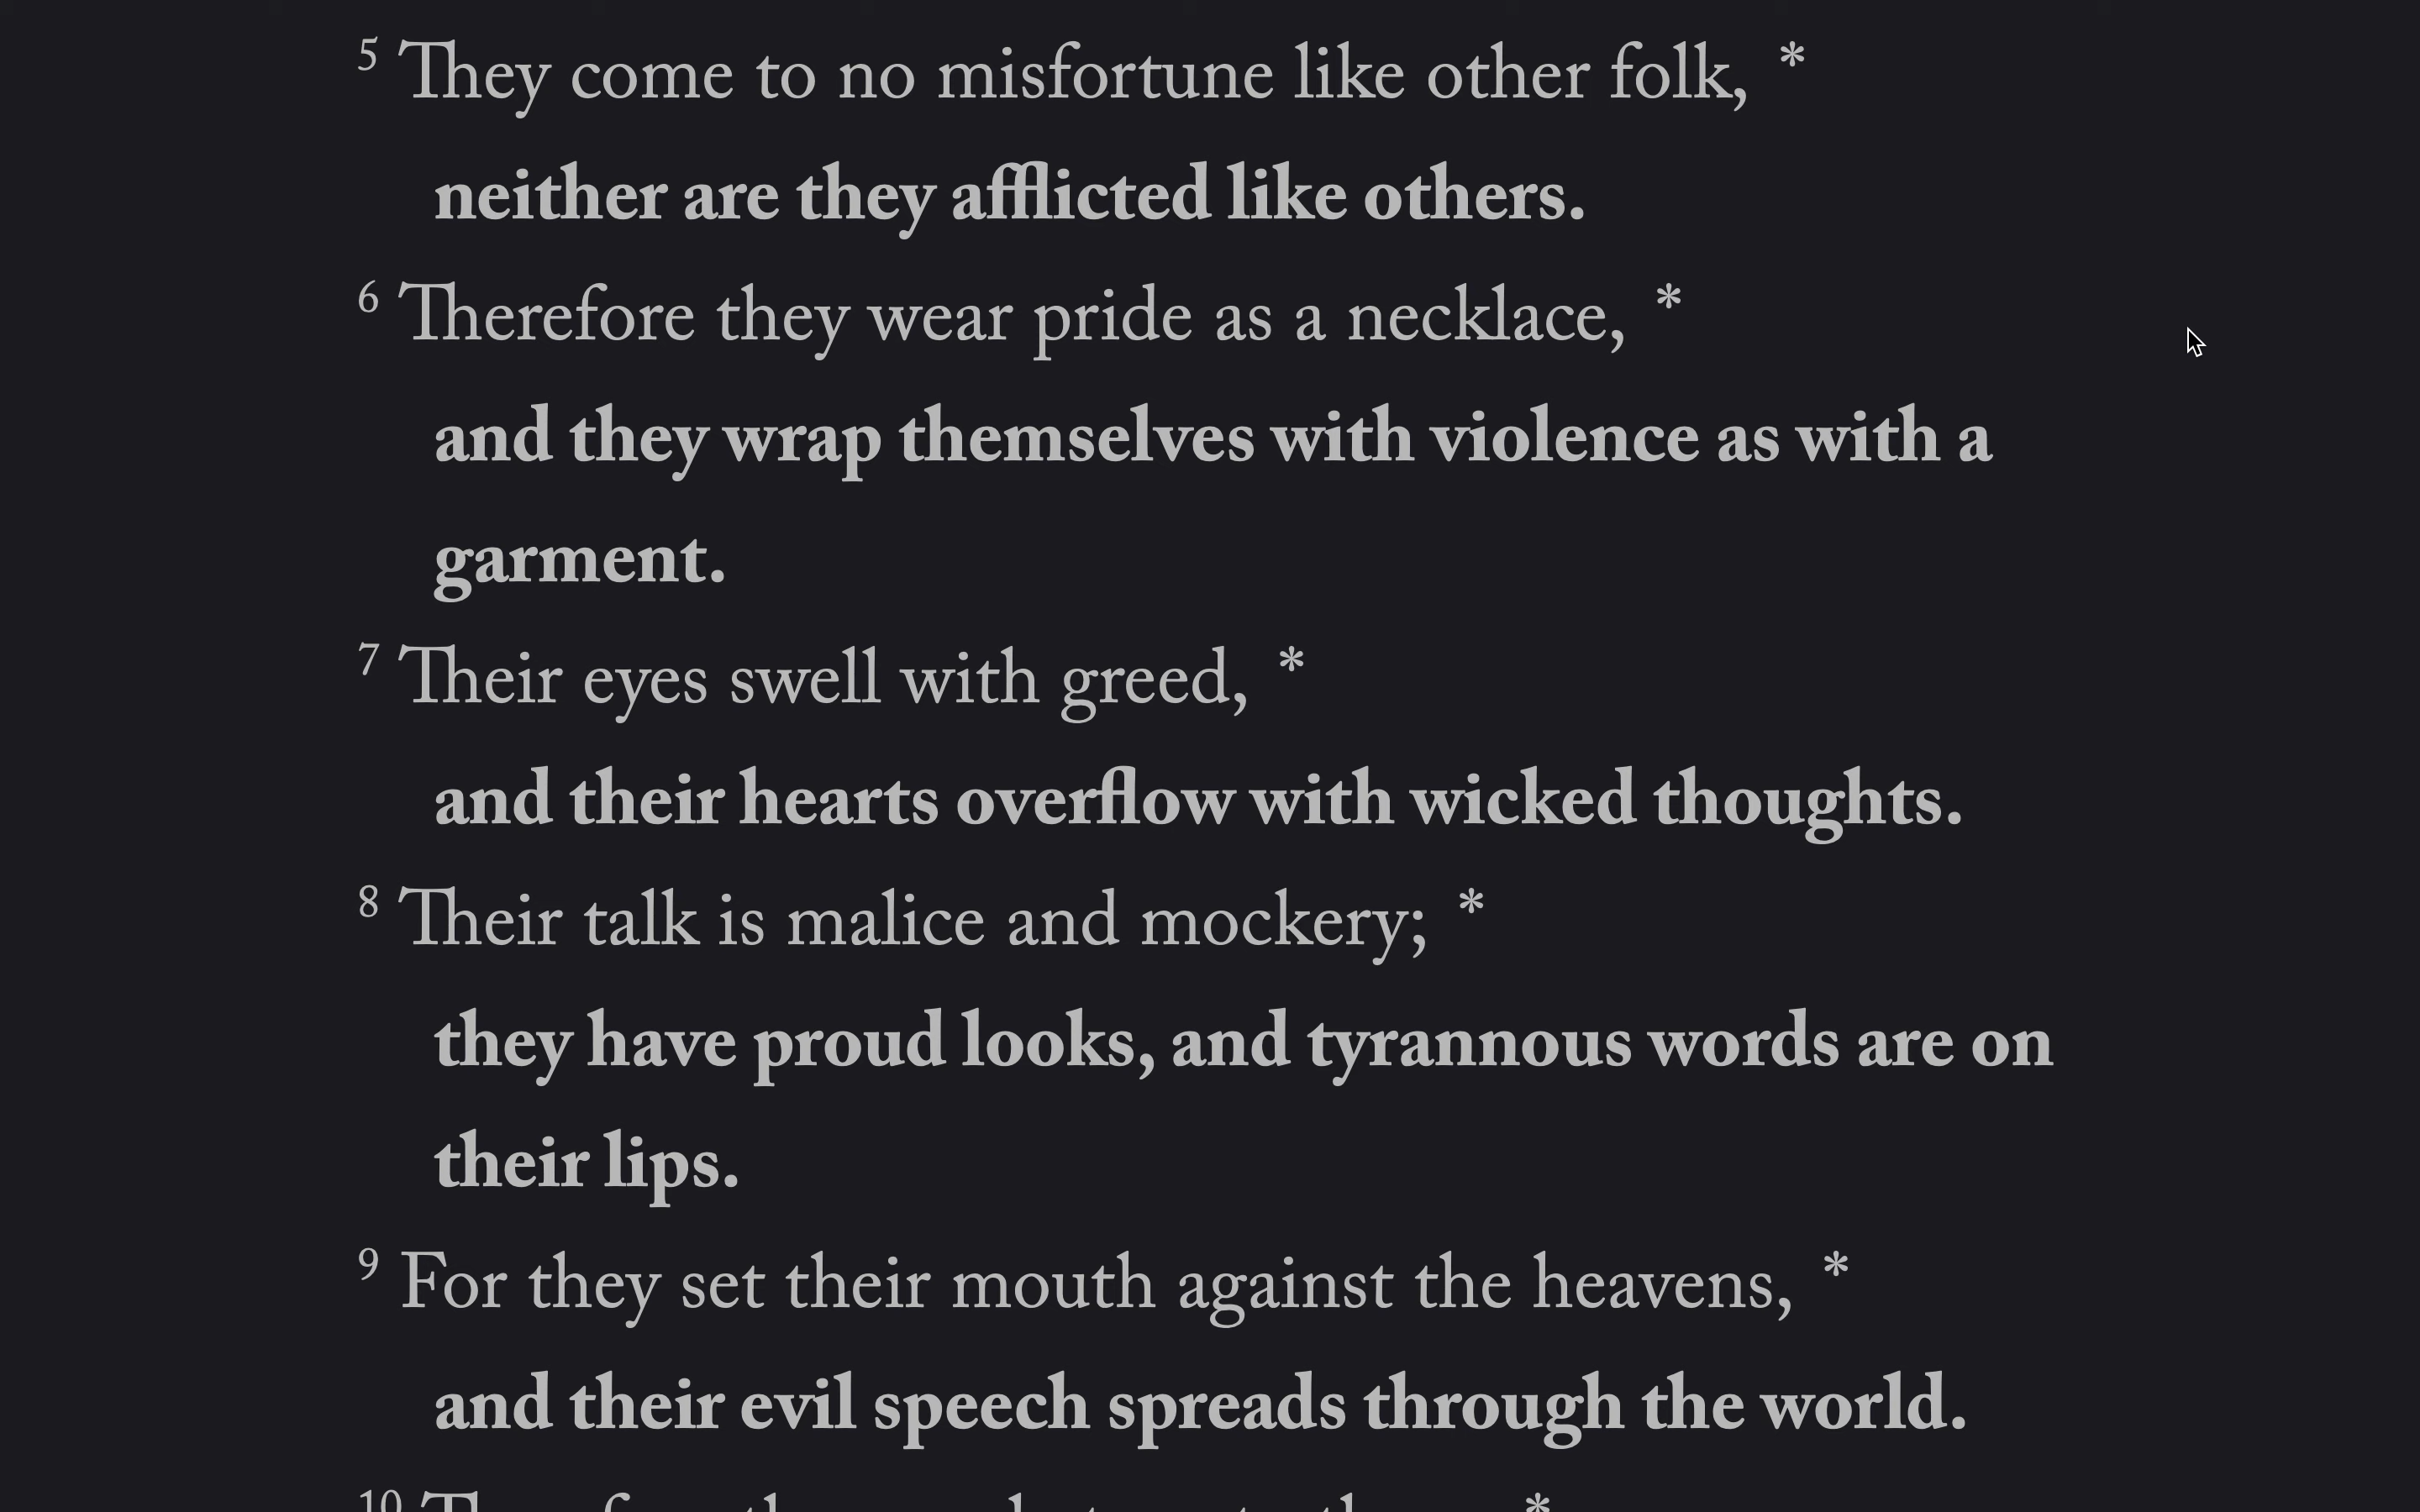 5 They come to no misfortune like other folk, *
neither are they afflicted like others.
6 Therefore they wear pride as a necklace, *
and they wrap themselves with violence as with a
garment.
7 Their eyes swell with greed, *
and their hearts overflow with wicked thoughts.
8 Their talk is malice and mockery; *
they have proud looks, and tyrannous words are on
their lips.
9 For they set their mouth against the heavens, *
and their evil speech spreads through the world.
10 *